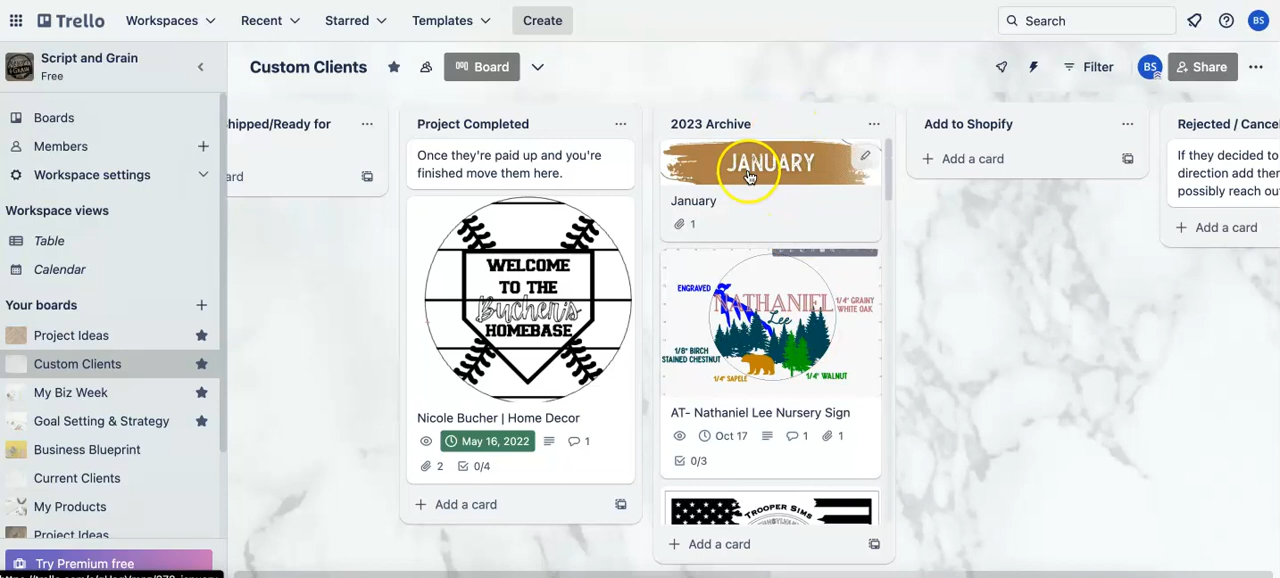 Trello
Workspaces
Recent
Starred
Templates
Create
Search
BS
Script and Grain
Free
Custom Clients
Board
Filter
BS
Share
Boards
Members
Workspace settings
Workspace views
Table
Calendar
Your boards
Project Ideas
Custom Clients
My Biz Week
Goal Setting & Strategy
Business Blueprint
Current Clients
My Products
Project Ideas
Try Premium free
Shipped/Ready for
Project Completed
Once they're paid up and you're
finished move them here.
WELCOME
TO THE
Bucher's
HOMEBASE
Nicole Bucher | Home Decor
May 16, 2022
1
2
0/4
+ Add a card
2023 Archive
JANUARY
January
1
ENGRAVED
NATHANIEL
Lee
1/4" GRAINY
WHITE OAK
1/8" BIRCH
STAINED CHESTNUT
1/4" SAPELE
1/4" WALNUT
AT- Nathaniel Lee Nursery Sign
Oct 17
1
1
0/3
TROOPER SIMS
+ Add a card
Add to Shopify
+ Add a card
Rejected / Cance
If they decided to
direction add ther
possibly reach out
+ Add a card